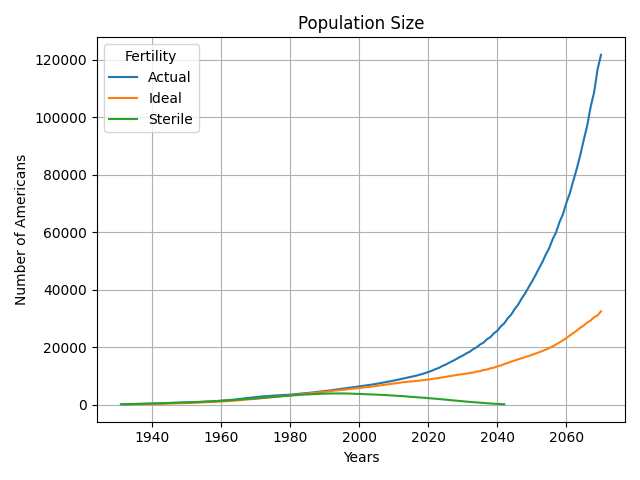 Population Size
Fertility
Actual
Ideal
Sterile
Number of Americans
120000
100000
80000
60000
40000
20000
0
1940 1960 1980 2000 2020 2040 2060
Years